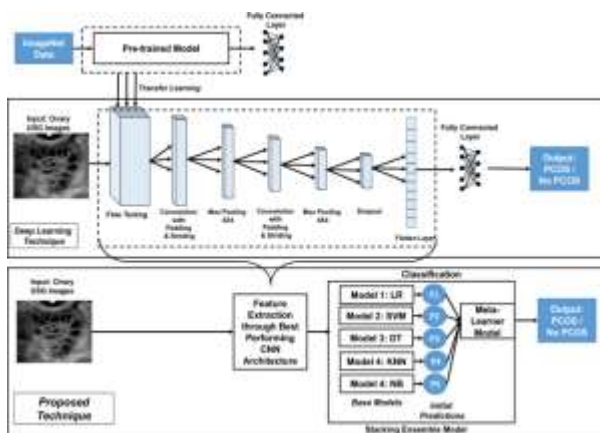 ImageNet
Data
Pre-trained Model
Fully Connected
Layer
Transfer Learning
Input: Ovary
USG Images
Fine Tuning
Convolution
with
Padding
& Striding
Max Pooling
Convolution
with
Padding
& Striding
Max Pooling
Dropout
Flatten Layer
Fully Connected
Layer
Output:
PCOS /
No PCOS
Deep Learning
Technique
Input: Ovary
USG Images
Feature
Extraction
through Best
Performing
CNN
Architecture
Classification
Model 1: LR
Model 2: SVM
Model 3: DT
Model 4: KNN
Model 4: NB
P1
P2
P3
P4
P5
Meta-
Learner
Model
Output:
PCOS /
No PCOS
Base Models
Initial
Predictions
Stacking Ensemble Model
Proposed
Technique